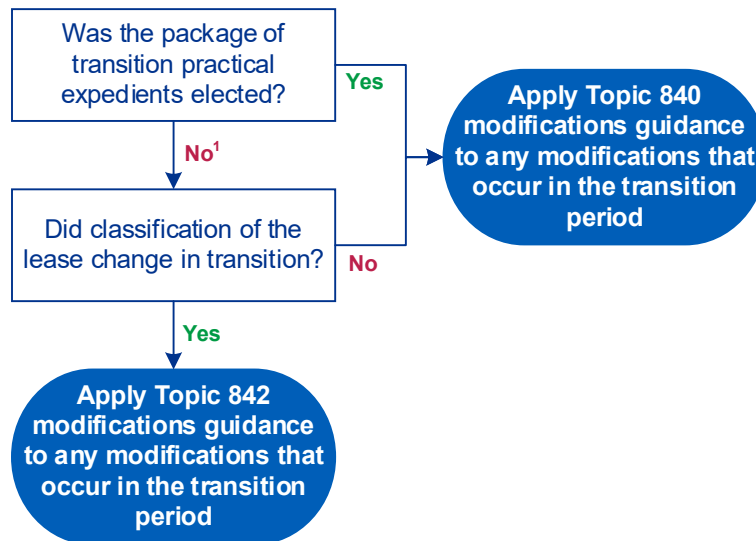 Was the package of
transition practical
expedients elected?
Yes
Apply Topic 840
modifications guidance
to any modifications that
occur in the transition
period
No¹
Did classification of the
lease change in transition?
No
Yes
Apply Topic 842
modifications guidance
to any modifications that
occur in the transition
period